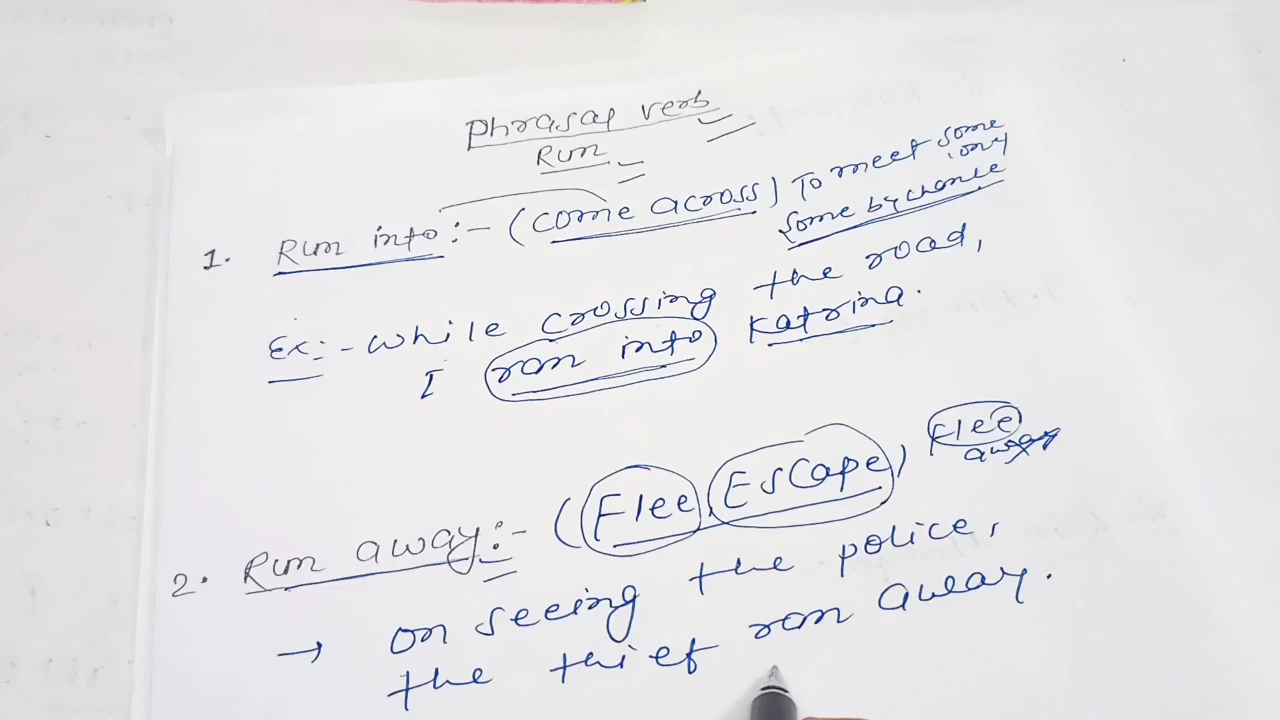 Phrasal verb
Run
1. Run into :- (come across) To meet some
some by chance
Ex:- while crossing the road,
I ran into Katrina.
2. Run away :- (Flee, Escape) Flee
away
→ on seeing the police,
the thief ran away.